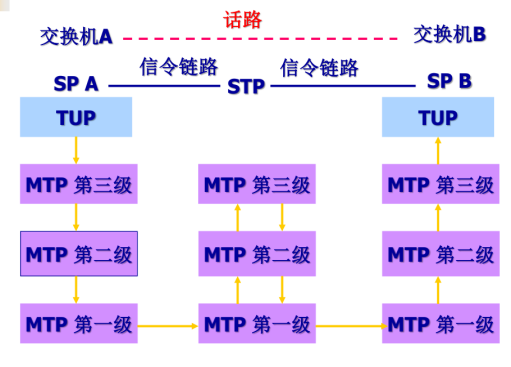 话路
交换机A
交换机B
信令链路
信令链路
SP A
STP
SP B
TUP
TUP
MTP 第三级
MTP 第三级
MTP 第三级
MTP 第二级
MTP 第二级
MTP 第二级
MTP 第一级
MTP 第一级
MTP 第一级